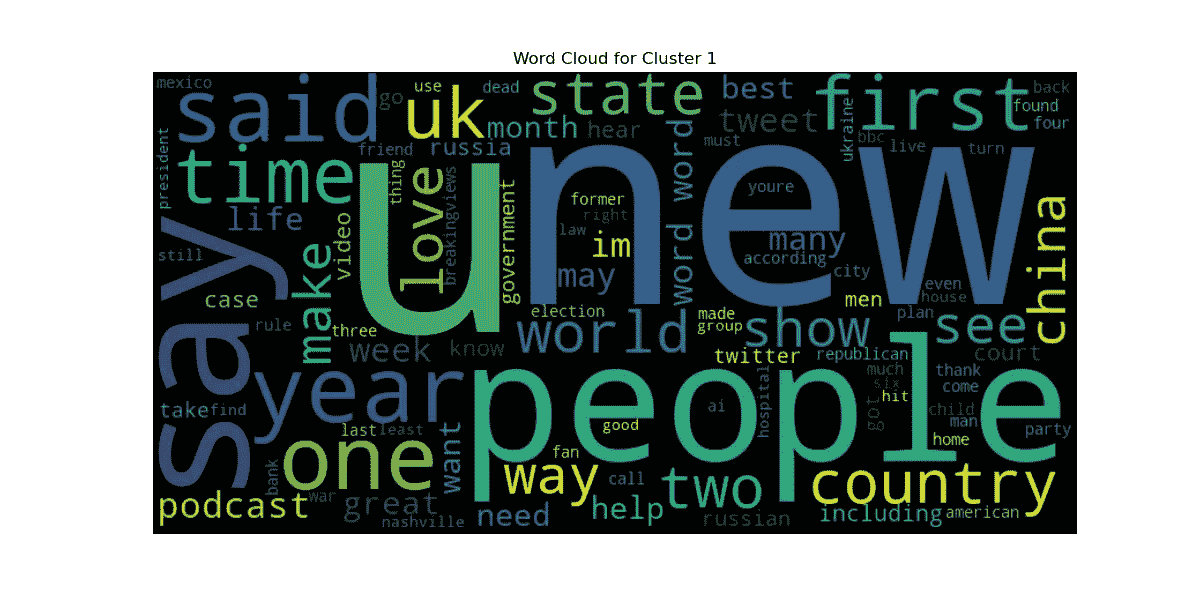 Word Cloud for Cluster 1
mexico
said
go
use
uk
dead
state
best
first
back
found
four
month
hear
tweet
ukraine
bbc
live
turn
must
president
time
friend
russia
u
new
people
say
thing
love
breakingviews
government
word word
former
right
law
im
may
youre
many
according
city
even
house
men
china
life
video
make
still
case
rule
three
week
know
election
world
made
group
show
plan
see
twitter
republican
court
year
take
find
last
least
one
want
bank
podcast
war
great
nashville
need
way
fan
good
call
help
two
hospital
ai
much
six
hit
got
thank
come
child
man
home
party
country
including
american
russian